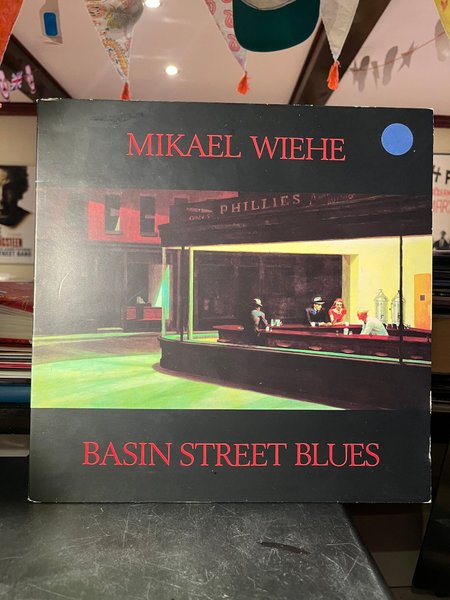 MIKAEL WIEHE
PHILLIES
BASIN STREET BLUES